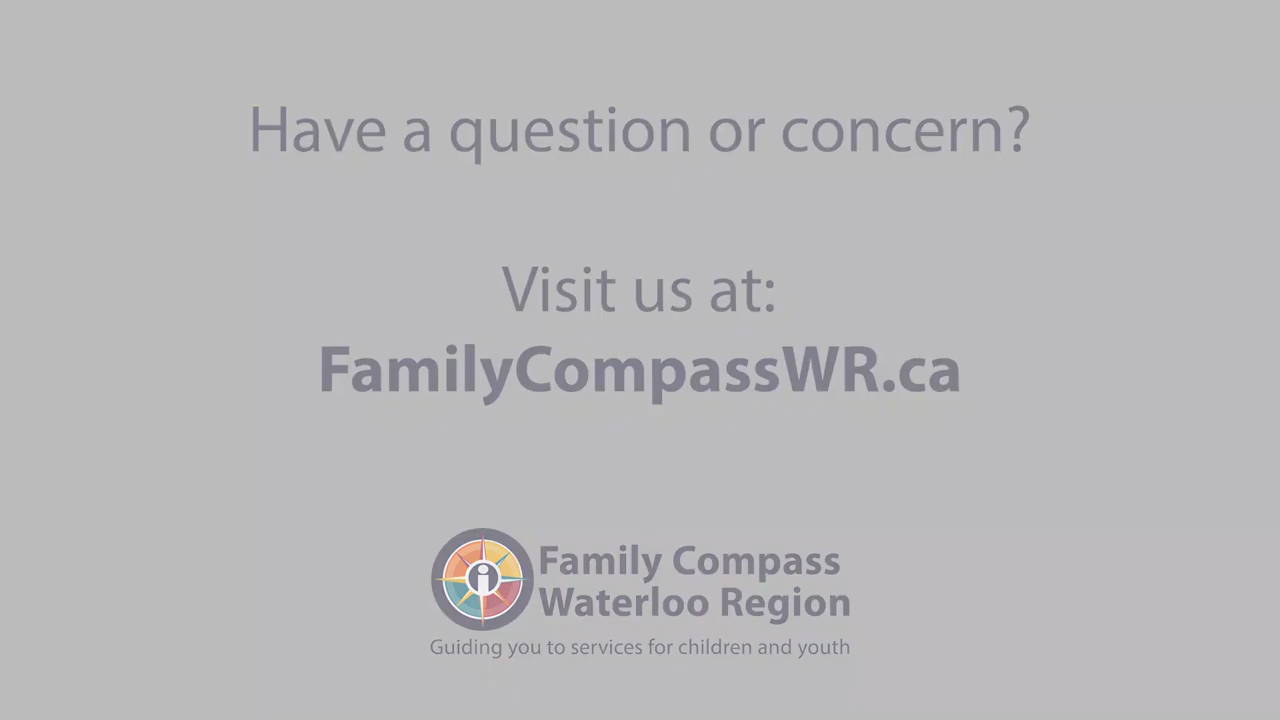 Have a question or concern?
Visit us at:
FamilyCompassWR.ca
i
Family Compass
Waterloo Region
Guiding you to services for children and youth